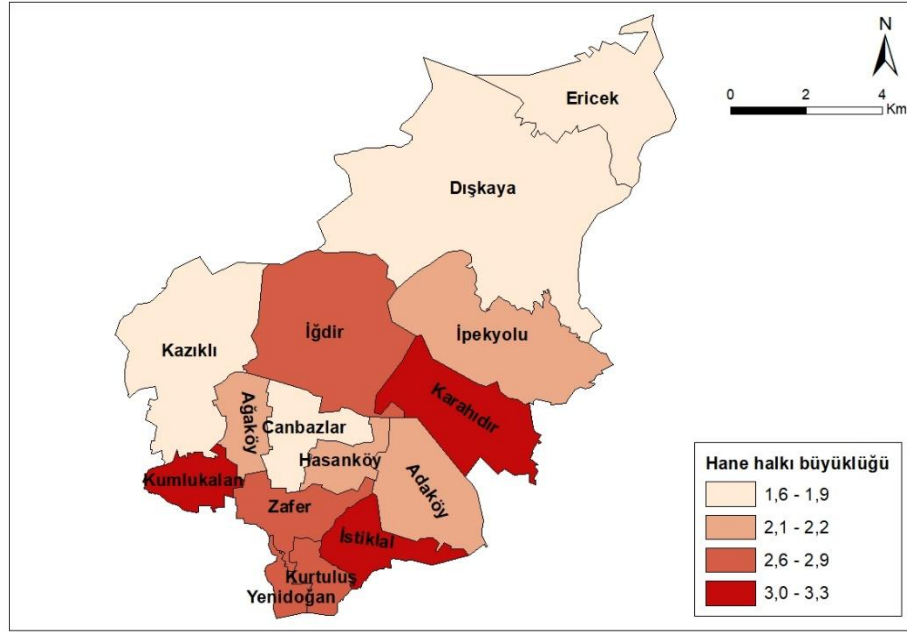 N
0 2 4
Km
Ericek
Dışkaya
İpekyolu
İğdir
Kazıklı
Karahıdır
Ağaköy
Canbazlar
Hasanköy
Adaköy
Kumlukalan
Zafer
İstiklal
Kurtuluş
Yenidoğan
Hane halkı büyüklüğü
1,6 - 1,9
2,1 - 2,2
2,6 - 2,9
3,0 - 3,3